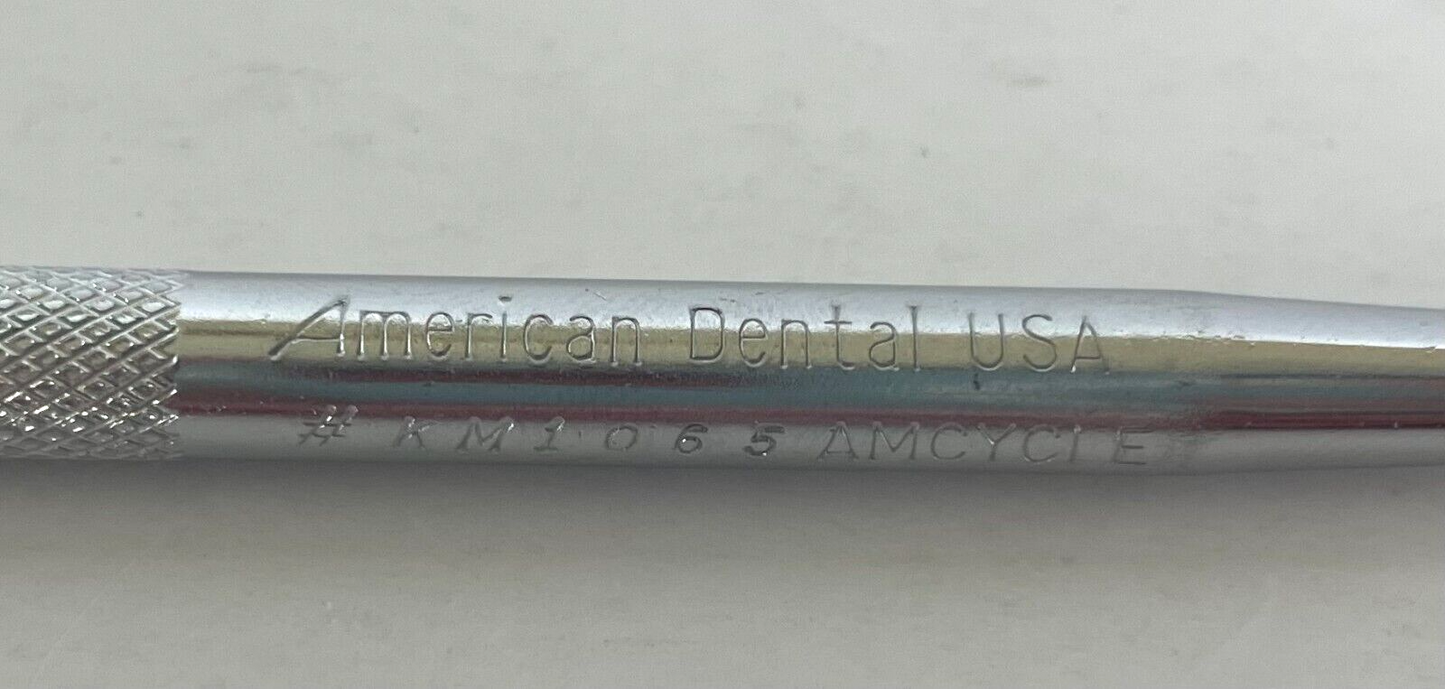 American Dental USA
# KM1065 AMCYCLE